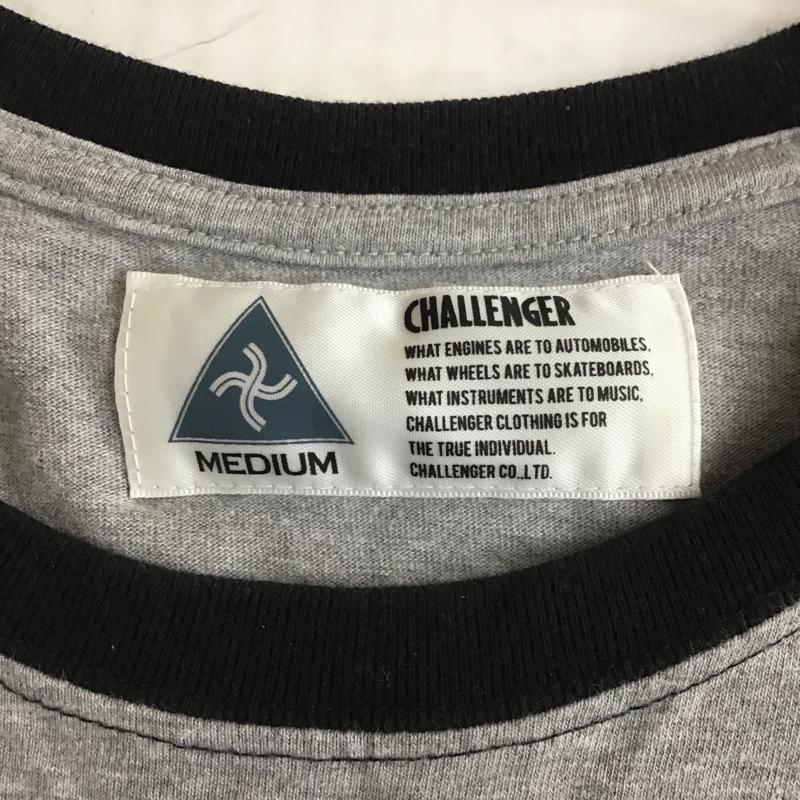 CHALLENGER
WHAT ENGINES ARE TO AUTOMOBILES,
WHAT WHEELS ARE TO SKATEBOARDS,
WHAT INSTRUMENTS ARE TO MUSIC,
CHALLENGER CLOTHING IS FOR
THE TRUE INDIVIDUAL.
CHALLENGER CO.,LTD.
MEDIUM